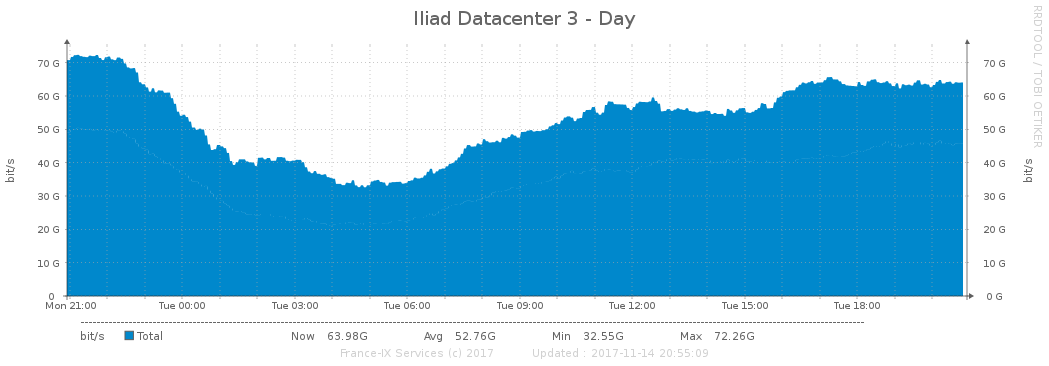 Iliad Datacenter 3 - Day
RRDTOOL / TOBI OETIKER
70 G 70 G
60 G 60 G
50 G 50 G
40 G 40 G
bit/s bit/s
30 G 30 G
20 G 20 G
10 G 10 G
0 0 G
Mon 21:00 Tue 00:00 Tue 03:00 Tue 06:00 Tue 09:00 Tue 12:00 Tue 15:00 Tue 18:00
bit/s Total Now 63.98G Avg 52.76G Min 32.55G Max 72.26G
France-IX Services (c) 2017 Updated : 2017-11-14 20:55:09